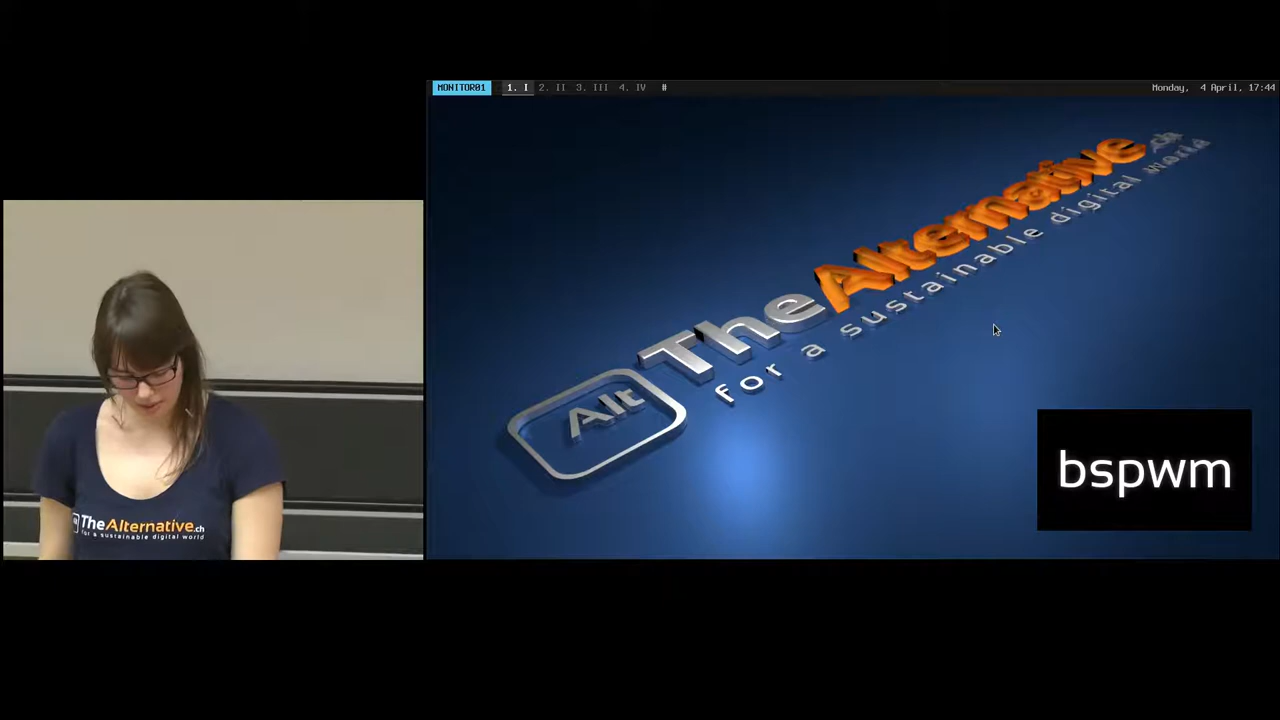 MONITOR01 1. I 2. II 3. III 4. IV # Monday, 4 April, 17:44
TheAlternative.ch
for a sustainable digital world
Alt
bspwm
TheAlternative.ch
for a sustainable digital world